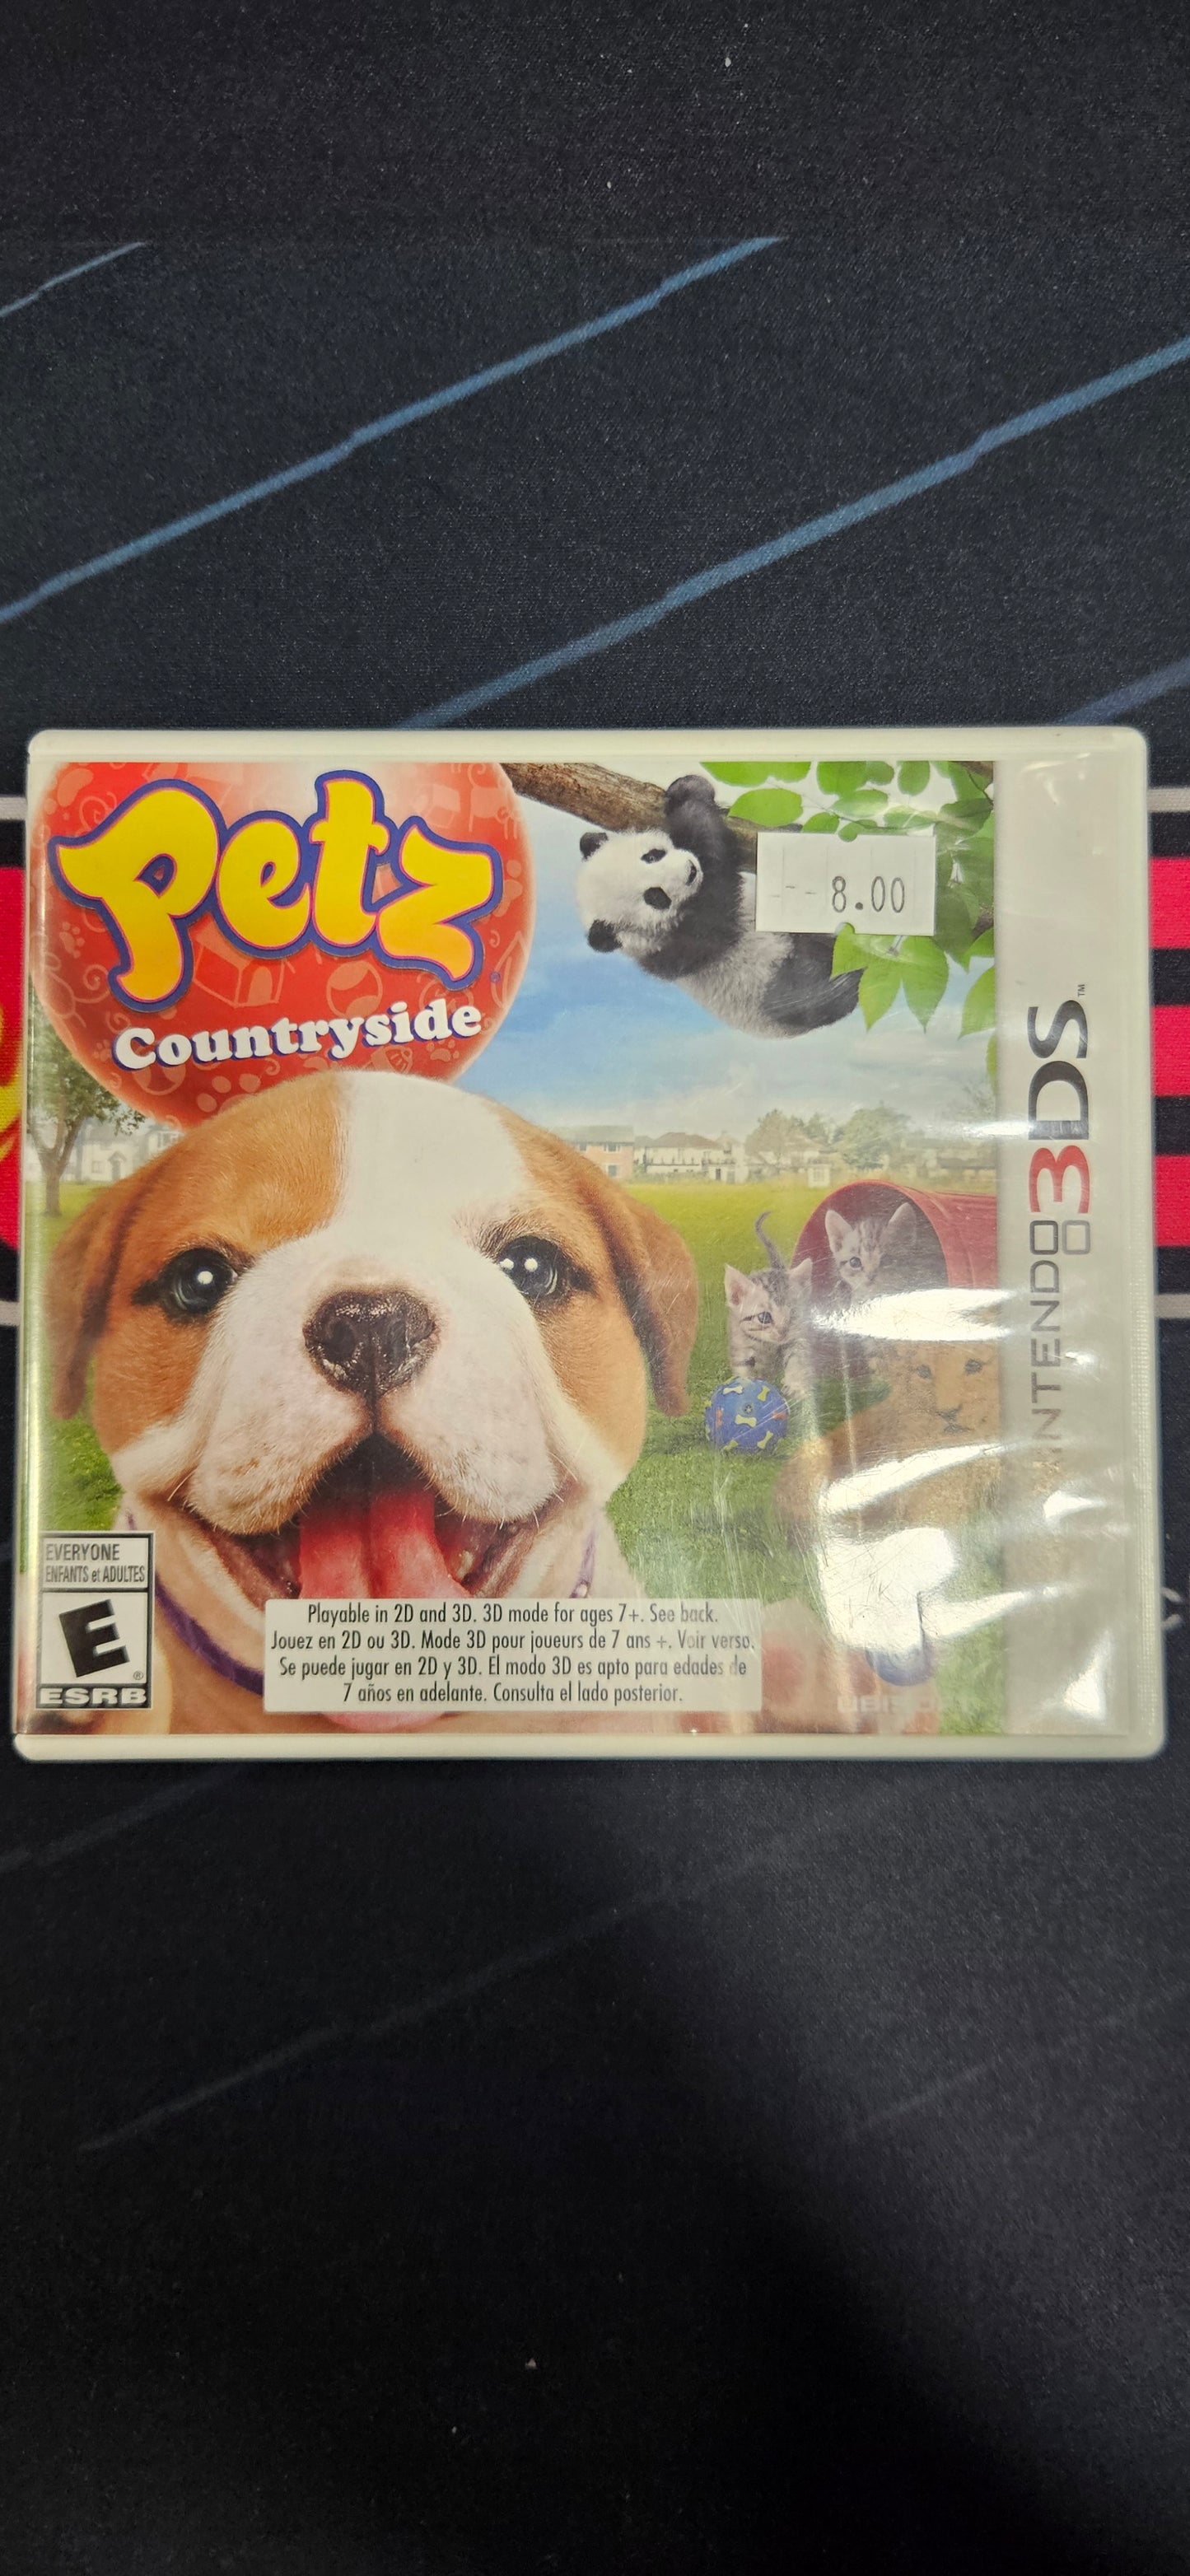 Petz
Countryside
8.00
NINTENDO 3DS™
EVERYONE
ENFANTS et ADULTES
E
ESRB
Playable in 2D and 3D. 3D mode for ages 7+. See back.
Jouez en 2D ou 3D. Mode 3D pour joueurs de 7 ans +. Voir verso.
Se puede jugar en 2D y 3D. El modo 3D es apto para edades de
7 años en adelante. Consulta el lado posterior.